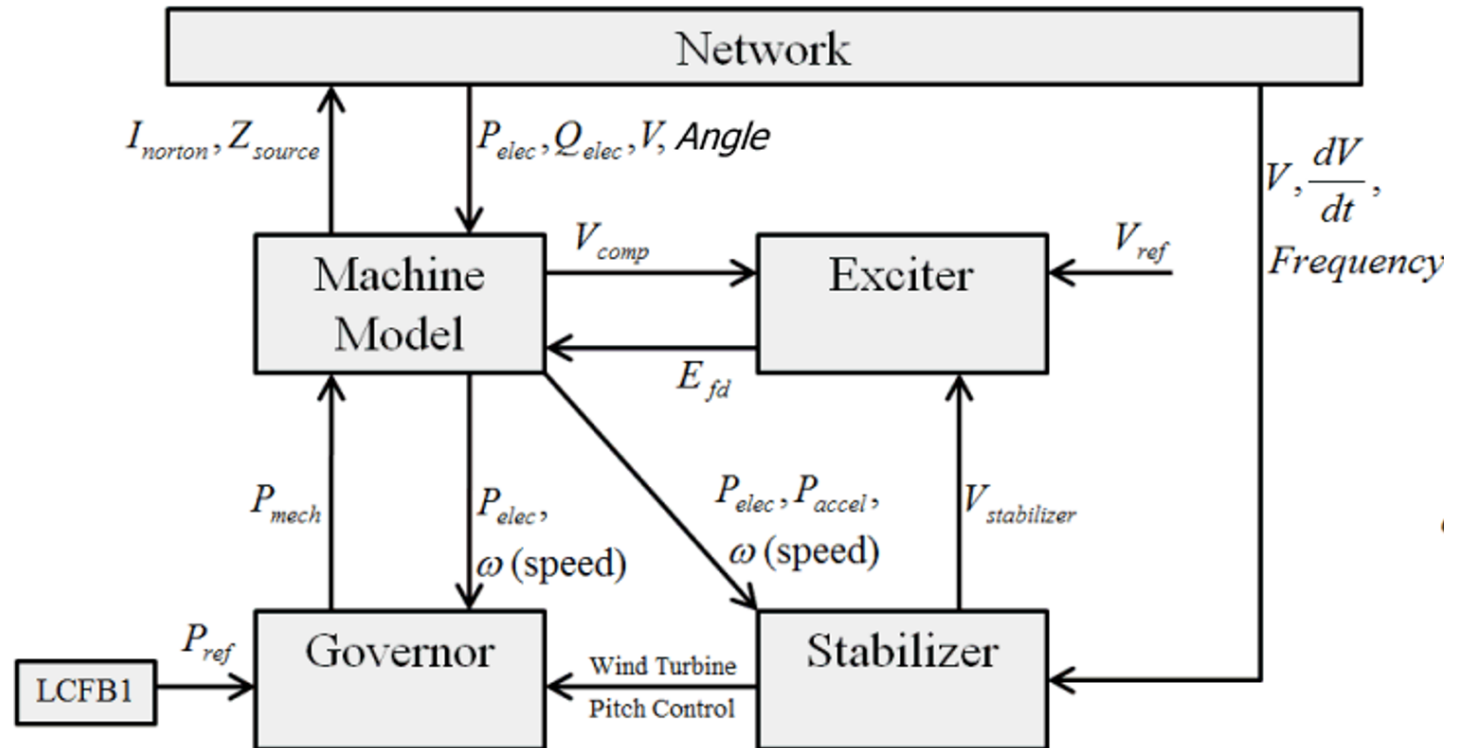 Network
I_norton, Z_source
P_elec, Q_elec, V, Angle
V, dV/dt,
Frequency
Machine
Model
V_comp
Exciter
V_ref
E_fd
P_mech
P_elec,
ω (speed)
P_elec, P_accel,
ω (speed)
V_stabilizer
P_ref
LCFB1
Governor
Wind Turbine
Pitch Control
Stabilizer